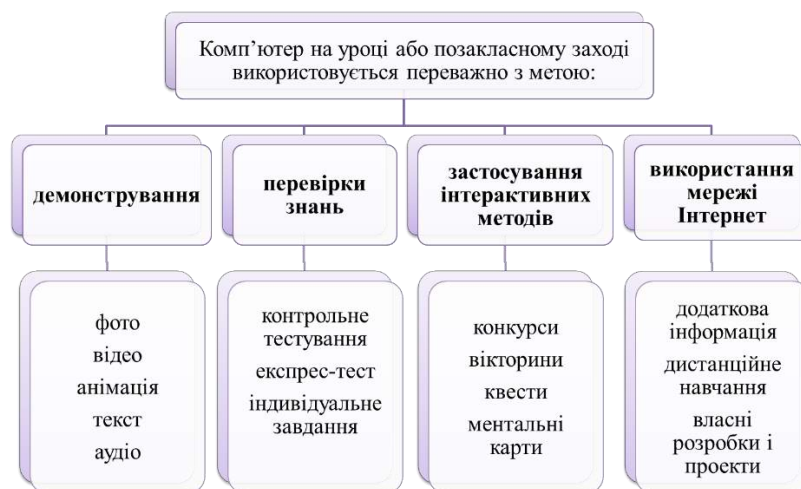 Комп’ютер на уроці або позакласному заході
використовується переважно з метою:
демонстрування
фото
відео
анімація
текст
аудіо
перевірки
знань
контрольне
тестування
експрес-тест
індивідуальне
завдання
застосування
інтерактивних
методів
конкурси
вікторини
квести
ментальні
карти
використання
мережі
Інтернет
додаткова
інформація
дистанційне
навчання
власні
розробки і
проекти